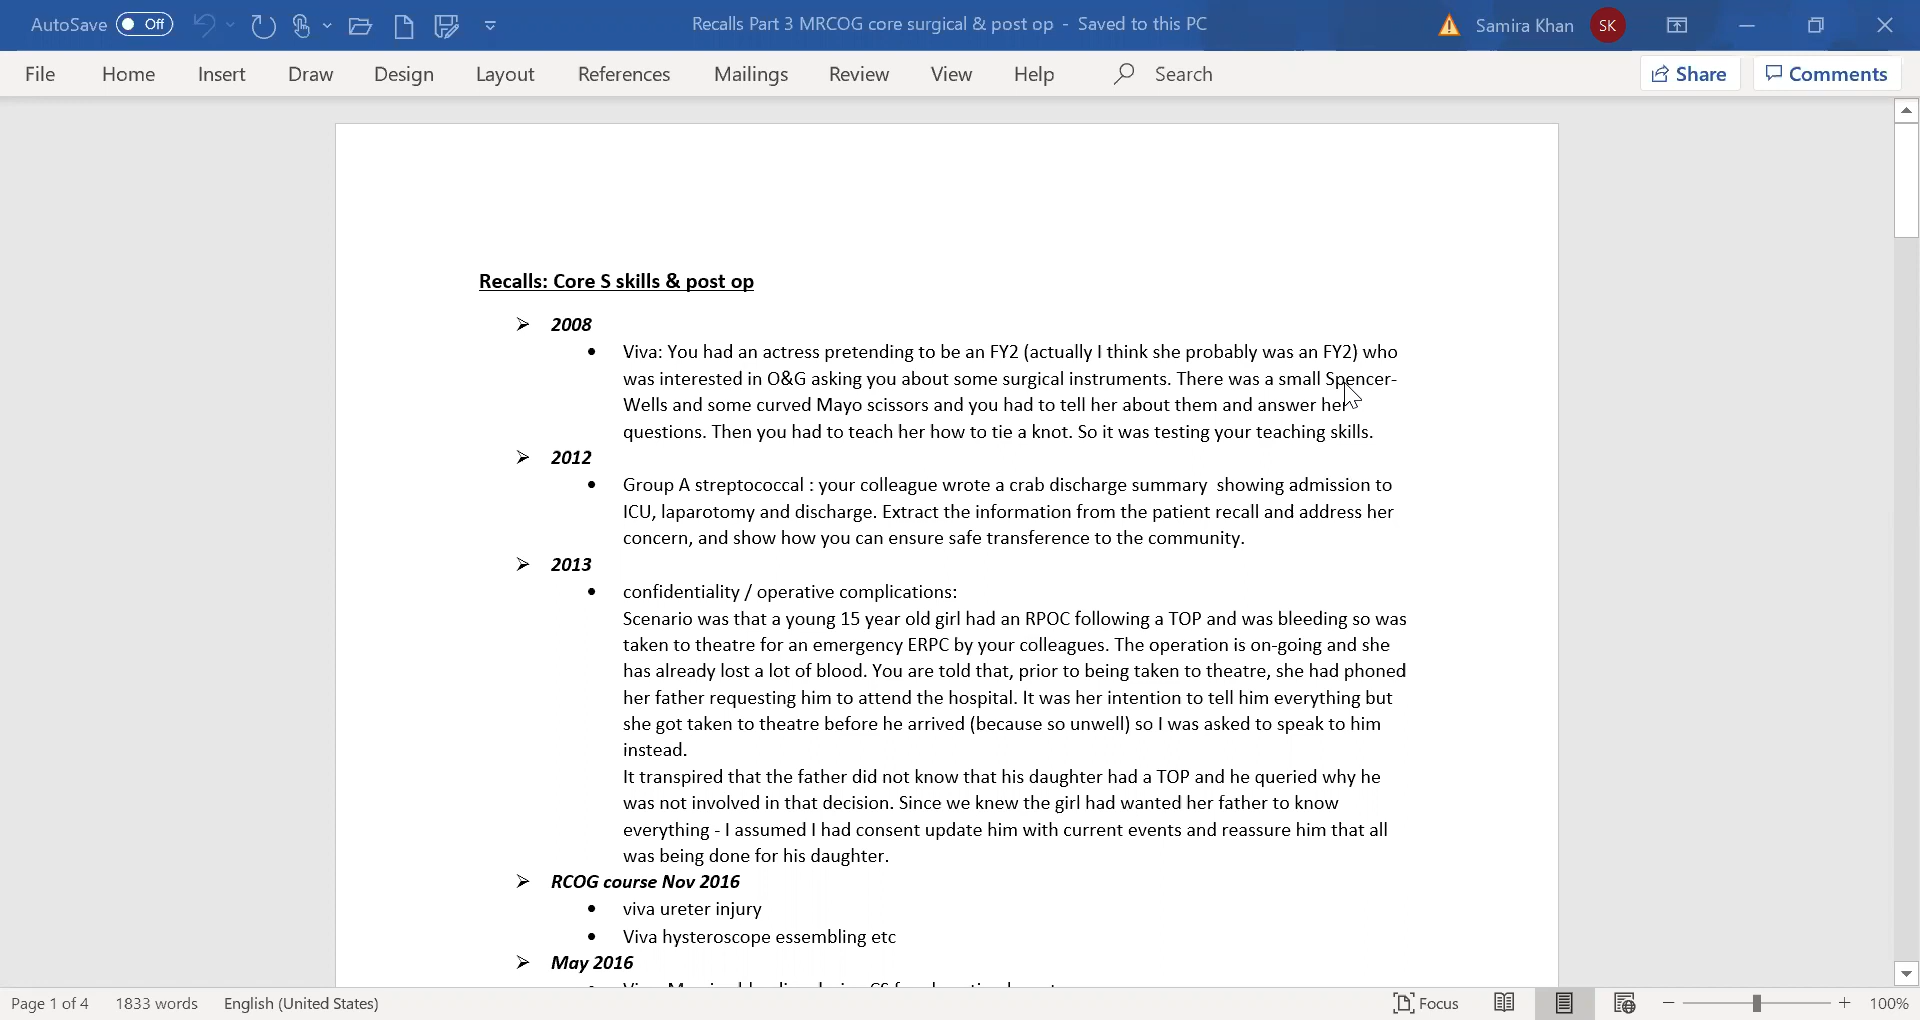 AutoSave Off
Recalls Part 3 MRCOG core surgical & post op - Saved to this PC
Samira Khan SK
File Home Insert Draw Design Layout References Mailings Review View Help Search Share Comments
Recalls: Core S skills & post op
➢ 2008
• Viva: You had an actress pretending to be an FY2 (actually I think she probably was an FY2) who
was interested in O&G asking you about some surgical instruments. There was a small Spencer-
Wells and some curved Mayo scissors and you had to tell her about them and answer her
questions. Then you had to teach her how to tie a knot. So it was testing your teaching skills.
➢ 2012
• Group A streptococcal : your colleague wrote a crab discharge summary showing admission to
ICU, laparotomy and discharge. Extract the information from the patient recall and address her
concern, and show how you can ensure safe transference to the community.
➢ 2013
• confidentiality / operative complications:
Scenario was that a young 15 year old girl had an RPOC following a TOP and was bleeding so was
taken to theatre for an emergency ERPC by your colleagues. The operation is on-going and she
has already lost a lot of blood. You are told that, prior to being taken to theatre, she had phoned
her father requesting him to attend the hospital. It was her intention to tell him everything but
she got taken to theatre before he arrived (because so unwell) so I was asked to speak to him
instead.
It transpired that the father did not know that his daughter had a TOP and he queried why he
was not involved in that decision. Since we knew the girl had wanted her father to know
everything - I assumed I had consent update him with current events and reassure him that all
was being done for his daughter.
➢ RCOG course Nov 2016
• viva ureter injury
• Viva hysteroscope essembling etc
➢ May 2016
Page 1 of 4 1833 words English (United States) Focus 100%